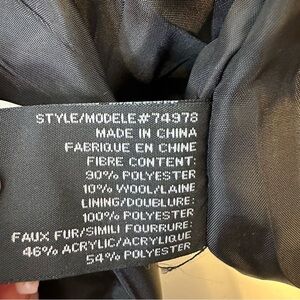 STYLE/MODELE#74978
MADE IN CHINA
FABRIQUE EN CHINE
FIBRE CONTENT:
90% POLYESTER
10% WOOL/LAINE
LINING/DOUBLURE:
100% POLYESTER
FAUX FUR/SIMILI FOURRURE:
46% ACRYLIC/ACRYLIQUE
54% POLYESTER